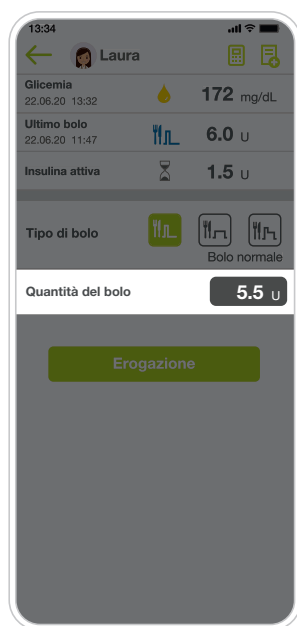 13:34
Laura
Glicemia
22.06.20 13:32
172 mg/dL
Ultimo bolo
22.06.20 11:47
6.0 U
Insulina attiva
1.5 U
Tipo di bolo
Bolo normale
Quantità del bolo
5.5 U
Erogazione